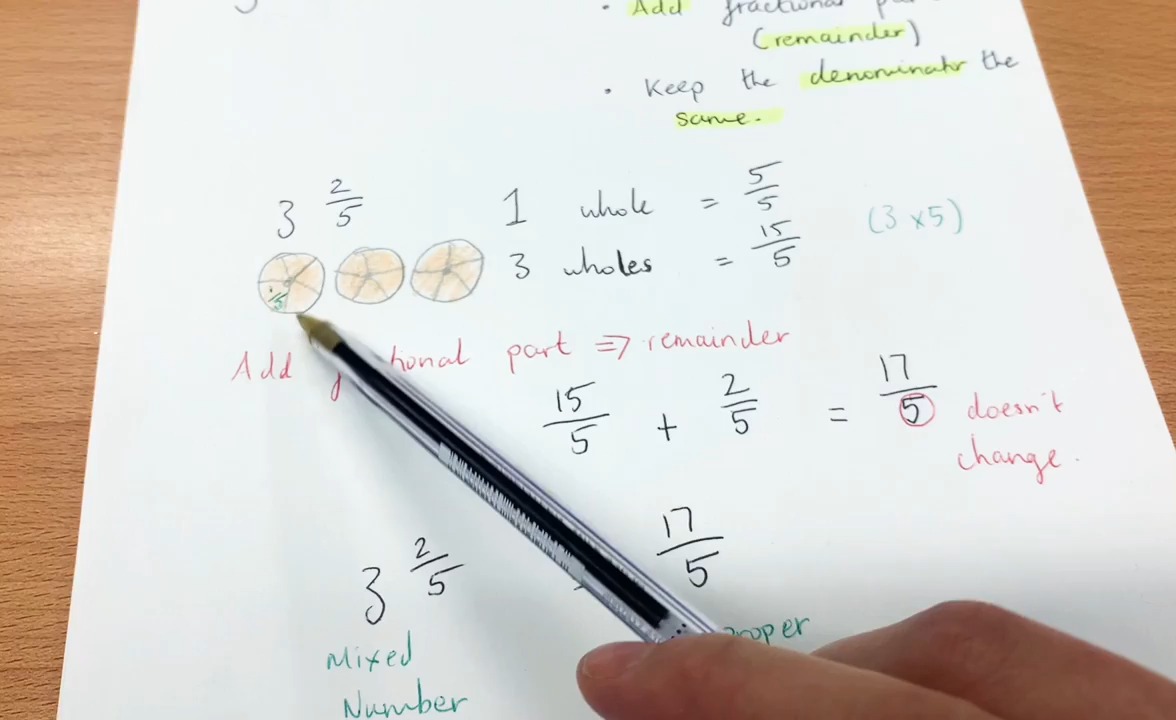 • Add fractional
(remainder)
• Keep the denominator the
same.
3 2/5
1 whole = 5/5
3 wholes = 15/5 (3 x5)
1/5
Add tional part ⇒ remainder
15/5 + 2/5 = 17/5 doesn't
change.
3 2/5 17/5
Mixed
Number
roper